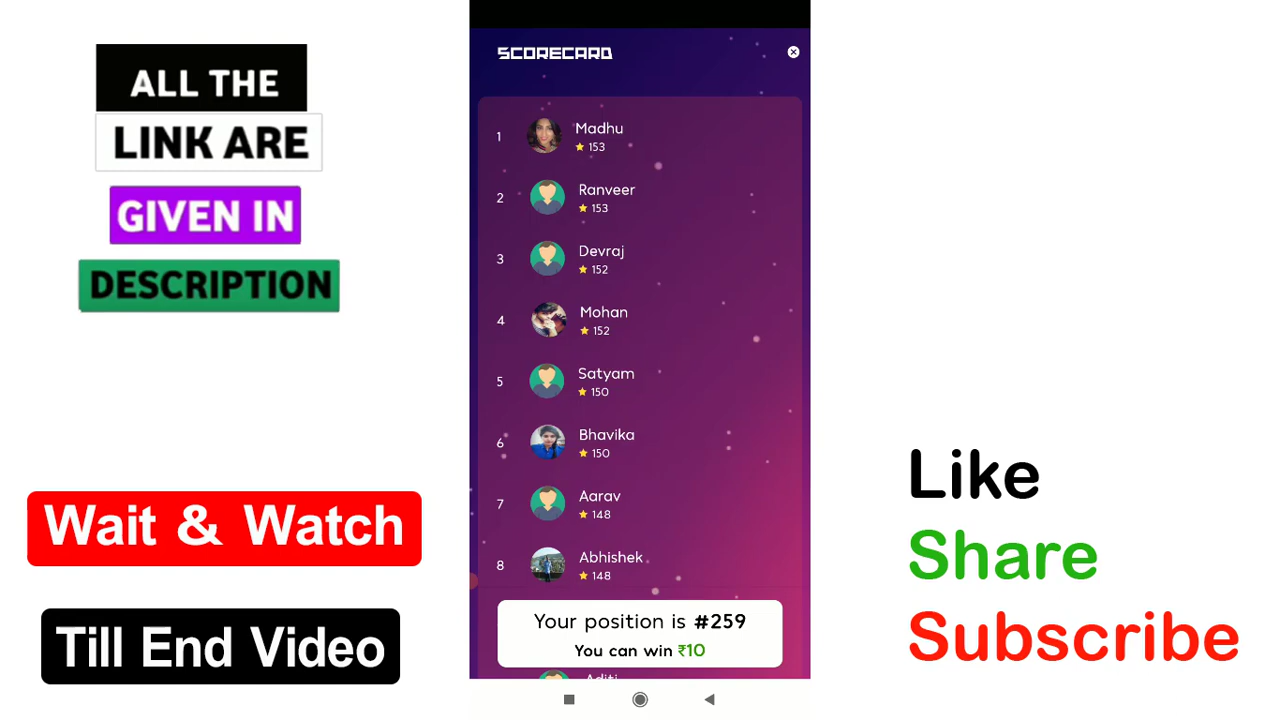 ALL THE
LINK ARE
GIVEN IN
DESCRIPTION
Wait & Watch
Till End Video
SCORECARD
1
Madhu
153
2
Ranveer
153
3
Devraj
152
4
Mohan
152
5
Satyam
150
6
Bhavika
150
7
Aarav
148
8
Abhishek
148
Your position is #259
You can win ₹10
Aditi
Like
Share
Subscribe